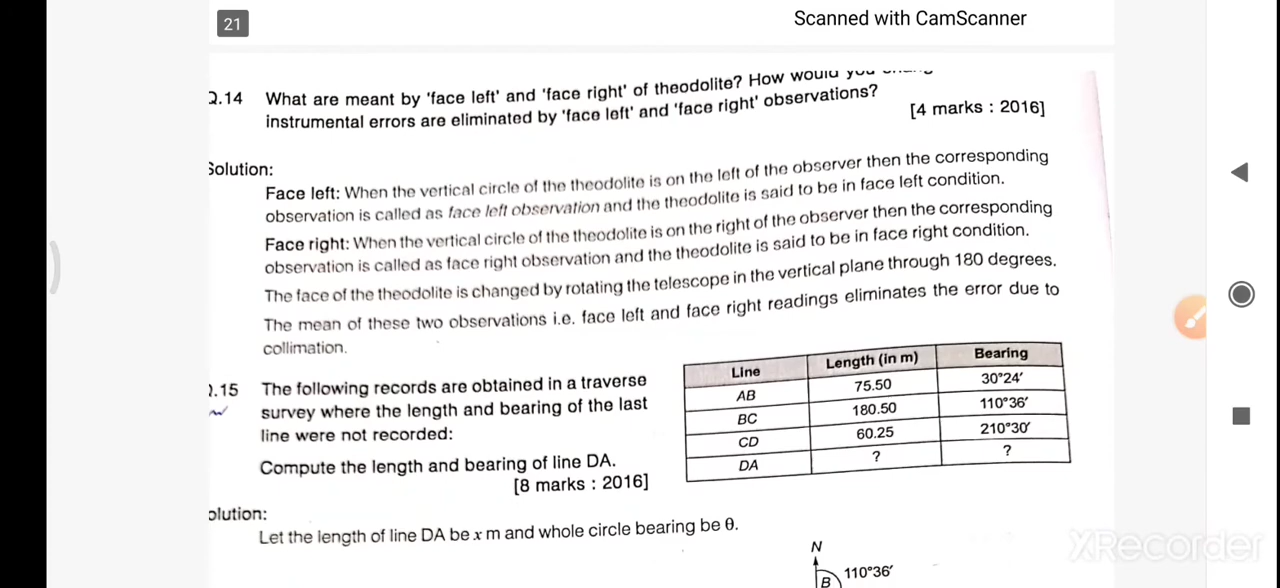 21
Scanned with CamScanner
Q.14 What are meant by 'face left' and 'face right' of theodolite? How would you
instrumental errors are eliminated by 'face left' and 'face right' observations?
[4 marks : 2016]
Solution:
Face left: When the vertical circle of the theodolite is on the left of the observer then the corresponding
observation is called as face left observation and the theodolite is said to be in face left condition.
Face right: When the vertical circle of the theodolite is on the right of the observer then the corresponding
observation is called as face right observation and the theodolite is said to be in face right condition.
The face of the theodolite is changed by rotating the telescope in the vertical plane through 180 degrees.
The mean of these two observations i.e. face left and face right readings eliminates the error due to
collimation.
.15 The following records are obtained in a traverse
survey where the length and bearing of the last
line were not recorded:
Compute the length and bearing of line DA.
[8 marks : 2016]
Line Length (in m) Bearing
AB 75.50 30°24′
BC 180.50 110°36′
CD 60.25 210°30′
DA ? ?
olution:
Let the length of line DA be x m and whole circle bearing be θ.
N
B 110°36′
XRecorder